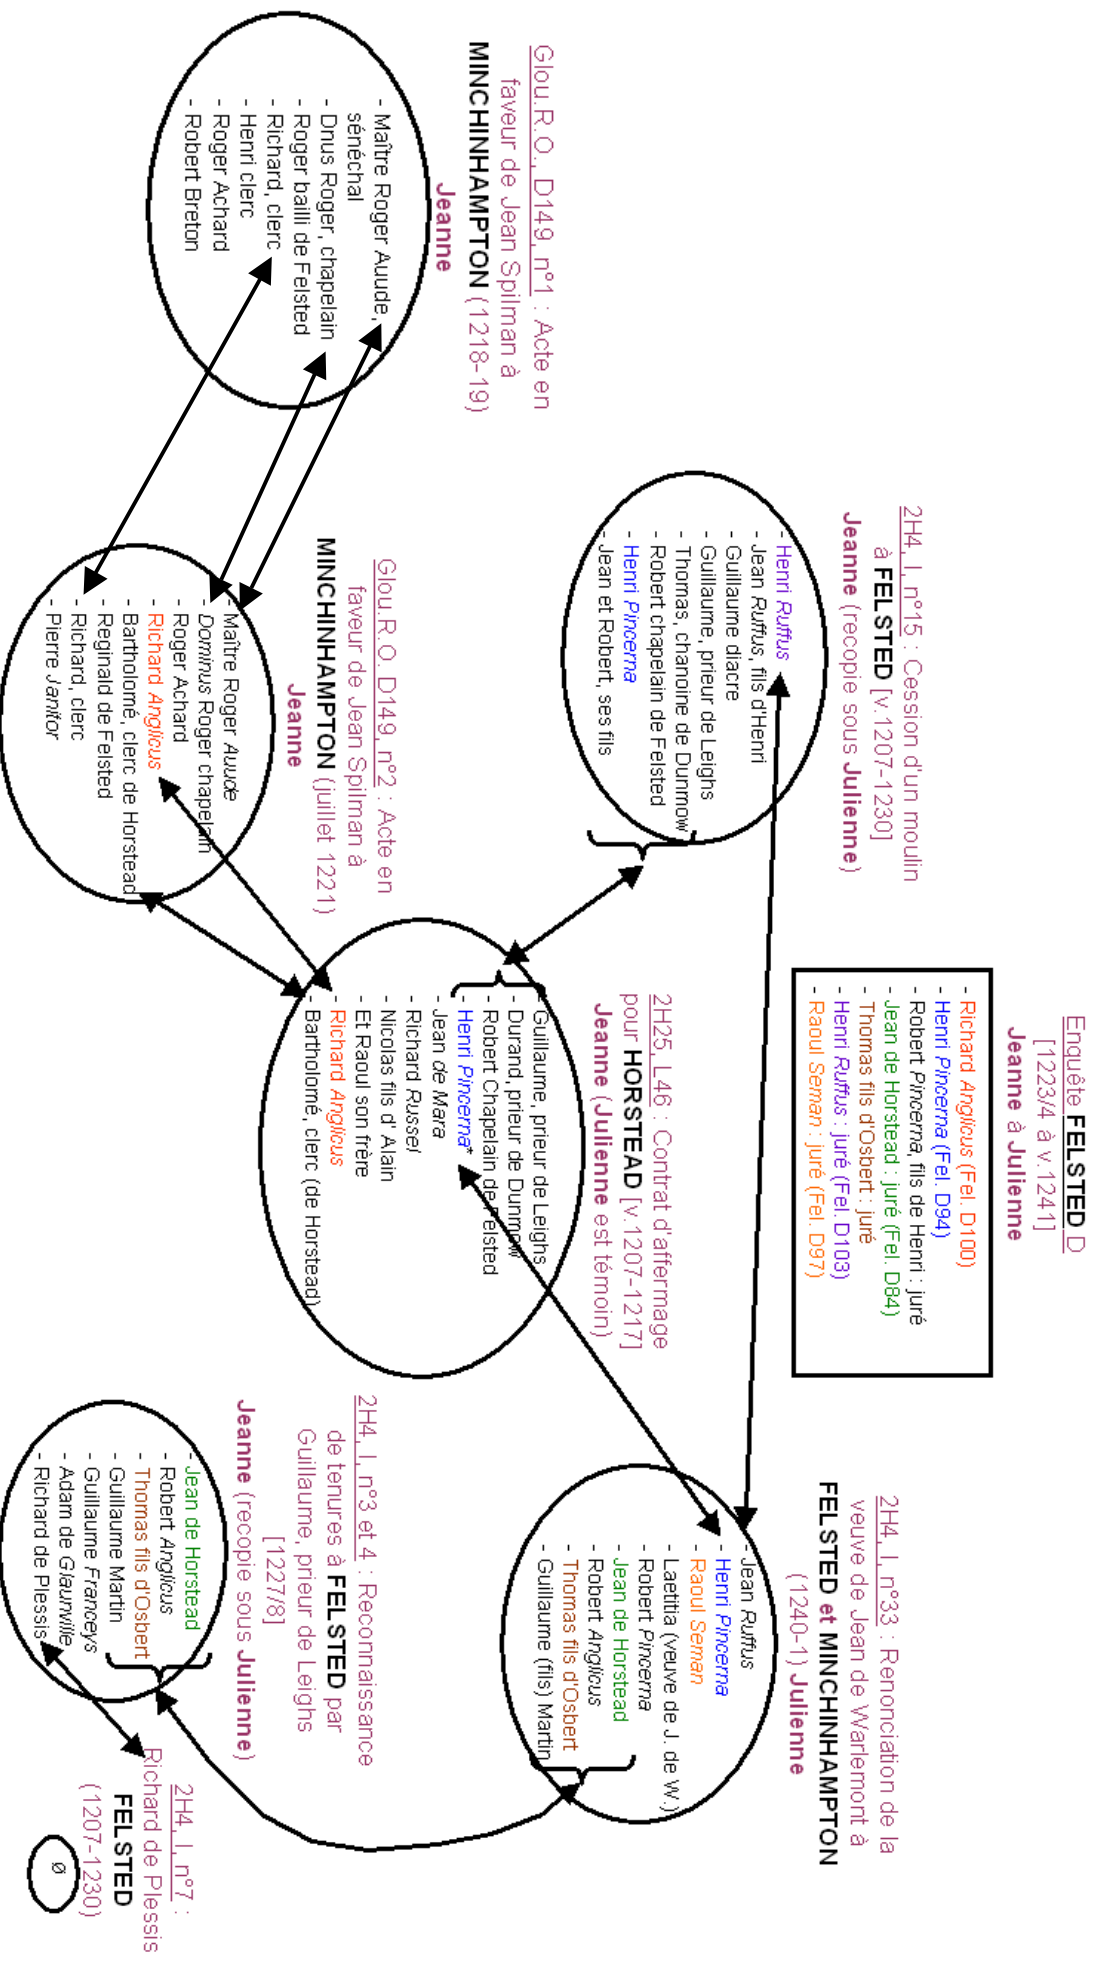 Enquête FELSTED D
[1223/4 à v.1241]
Jeanne à Julienne
- Richard Anglicus (Fel. D100)
- Henri Pincerna (Fel. D94)
- Robert Pincerna, fils de Henri : juré
- Jean de Horstead : juré (Fel. D84)
- Thomas fils d'Osbert : juré
- Henri Ruffus : juré (Fel. D103)
- Raoul Seman : juré (Fel. D97)
2H4, I, n°15 : Cession d'un moulin
à FELSTED [v.1207-1230]
Jeanne (recopie sous Julienne)
- Henri Ruffus
- Jean Ruffus, fils d'Henri
- Guillaume diacre
- Guillaume, prieur de Leighs
- Thomas, chanoine de Dunmow
- Robert chapelain de Felsted
- Henri Pincerna
- Jean et Robert, ses fils
2H4, I, n°33 : Renonciation de la
veuve de Jean de Warlemont à
FELSTED et MINCHINHAMPTON
(1240-1) Julienne
- Jean Ruffus
- Henri Pincerna
- Raoul Seman
Laetitia (veuve de J. de W.)
- Robert Pincerna
- Jean de Horstead
- Robert Anglicus
- Thomas fils d'Osbert
- Guillaume (fils) Martin
Glou.R.O., D149, n°1 : Acte en
faveur de Jean Spilman à
MINCHINHAMPTON (1218-19)
Jeanne
- Maître Roger Auude,
sénéchal
- Dnus Roger, chapelain
- Roger bailli de Felsted
- Richard, clerc
- Henri clerc
- Roger Achard
- Robert Breton
2H25, L46 : Contrat d'affermage
pour HORSTEAD [v.1207-1217]
Jeanne (Julienne est témoin)
- Guillaume, prieur de Leighs
- Durand, prieur de Dunmow
- Robert Chapelain de Felsted
- Henri Pincerna*
- Jean de Mara
- Richard Russel
- Nicolas fils d' Alain
- Et Raoul son frère
- Richard Anglicus
- Bartholomé, clerc (de Horstead)
Glou.R.O. D149, n°2 : Acte en
faveur de Jean Spilman à
MINCHINHAMPTON (juillet 1221)
Jeanne
- Maître Roger Auude
- Dominus Roger chapelain
- Roger Achard
- Richard Anglicus
- Bartholomé, clerc de Horstead
- Reginald de Felsted
- Richard, clerc
- Pierre Janitor
2H4, I, n°3 et 4 : Reconnaissance
de tenures à FELSTED par
Guillaume, prieur de Leighs
[1227/8]
Jeanne (recopie sous Julienne)
- Jean de Horstead
- Robert Anglicus
- Thomas fils d'Osbert
- Guillaume Martin
- Guillaume Franceys
- Adam de Glaunville
- Richard de Plessis
2H4, I, n°7 :
Richard de Plessis
FELSTED
(1207-1230)
ø